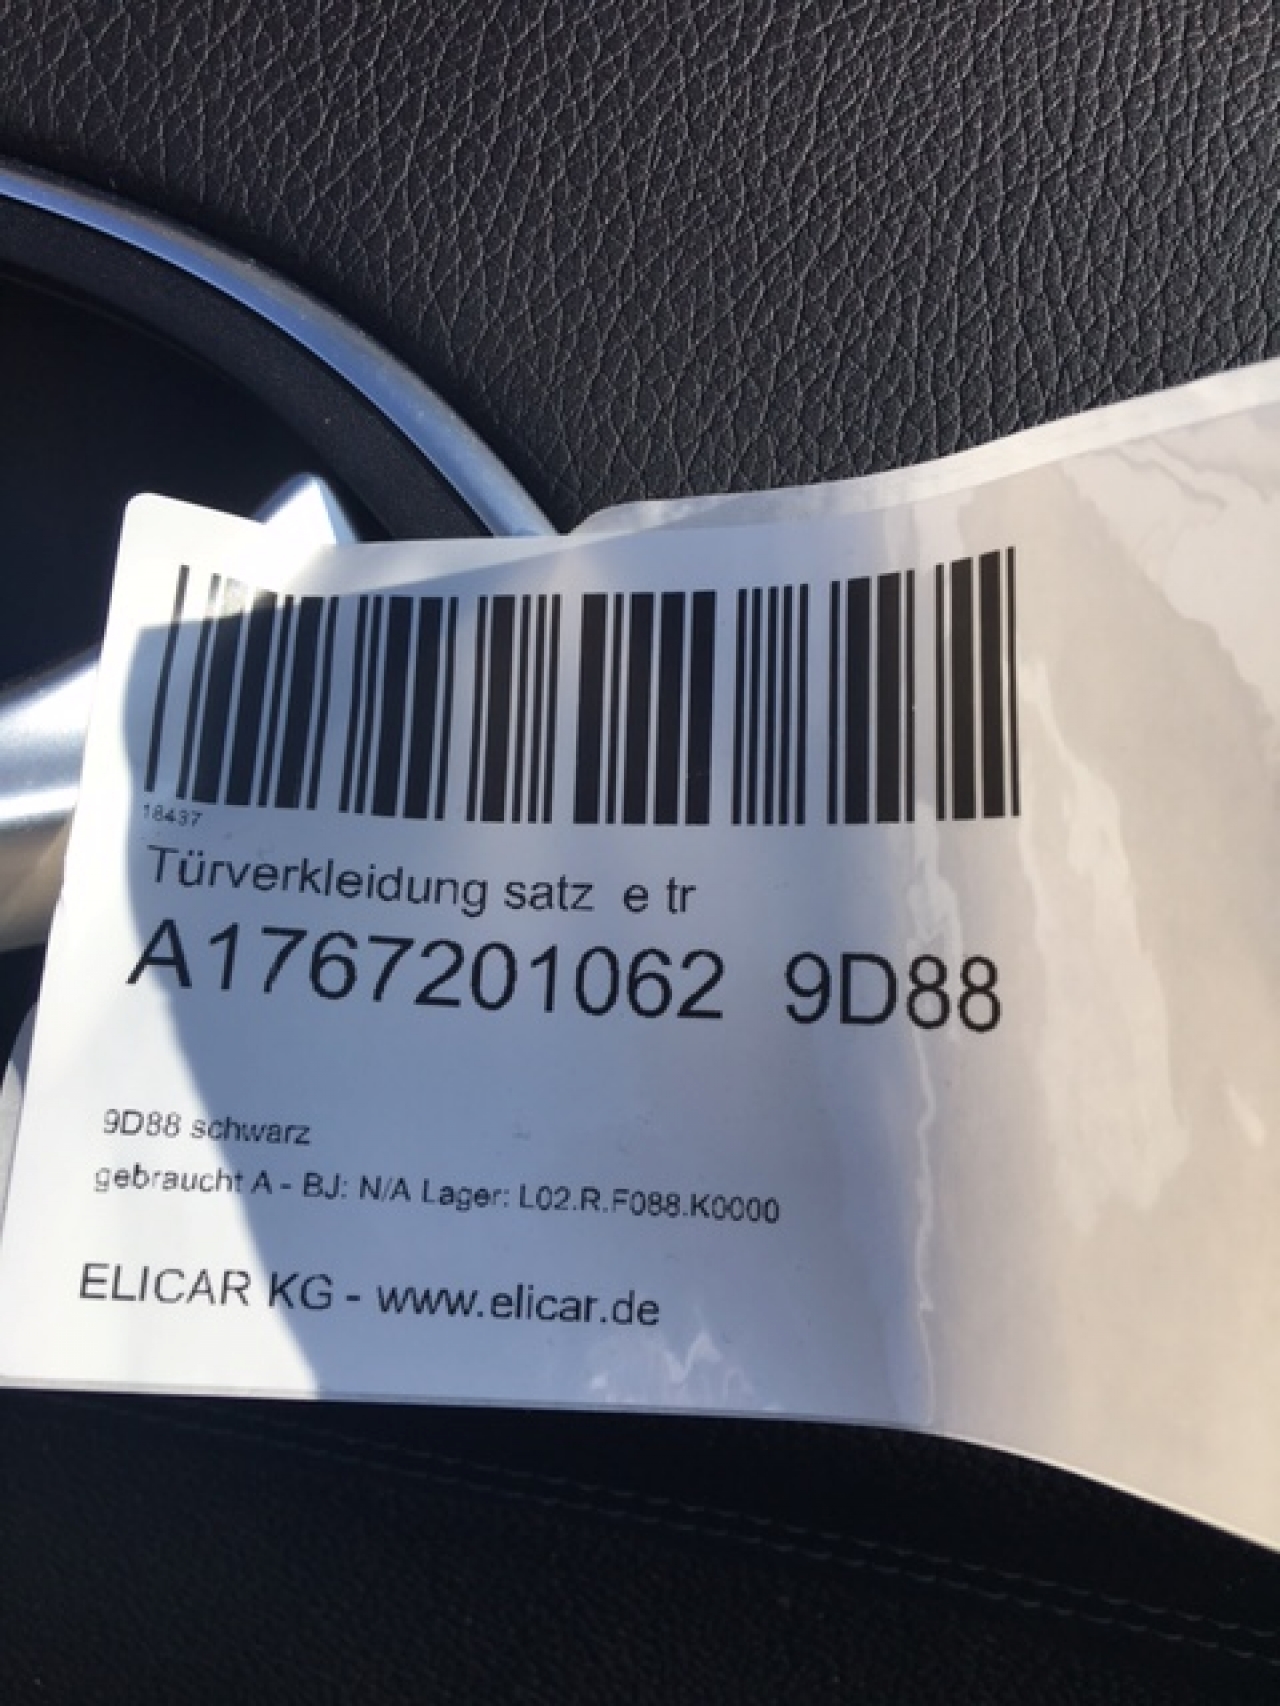 18437
Türverkleidung satz e tr
A1767201062 9D88
9D88 schwarz
gebraucht A - BJ: N/A Lager: L02.R.F088.K0000
ELICAR KG - www.elicar.de